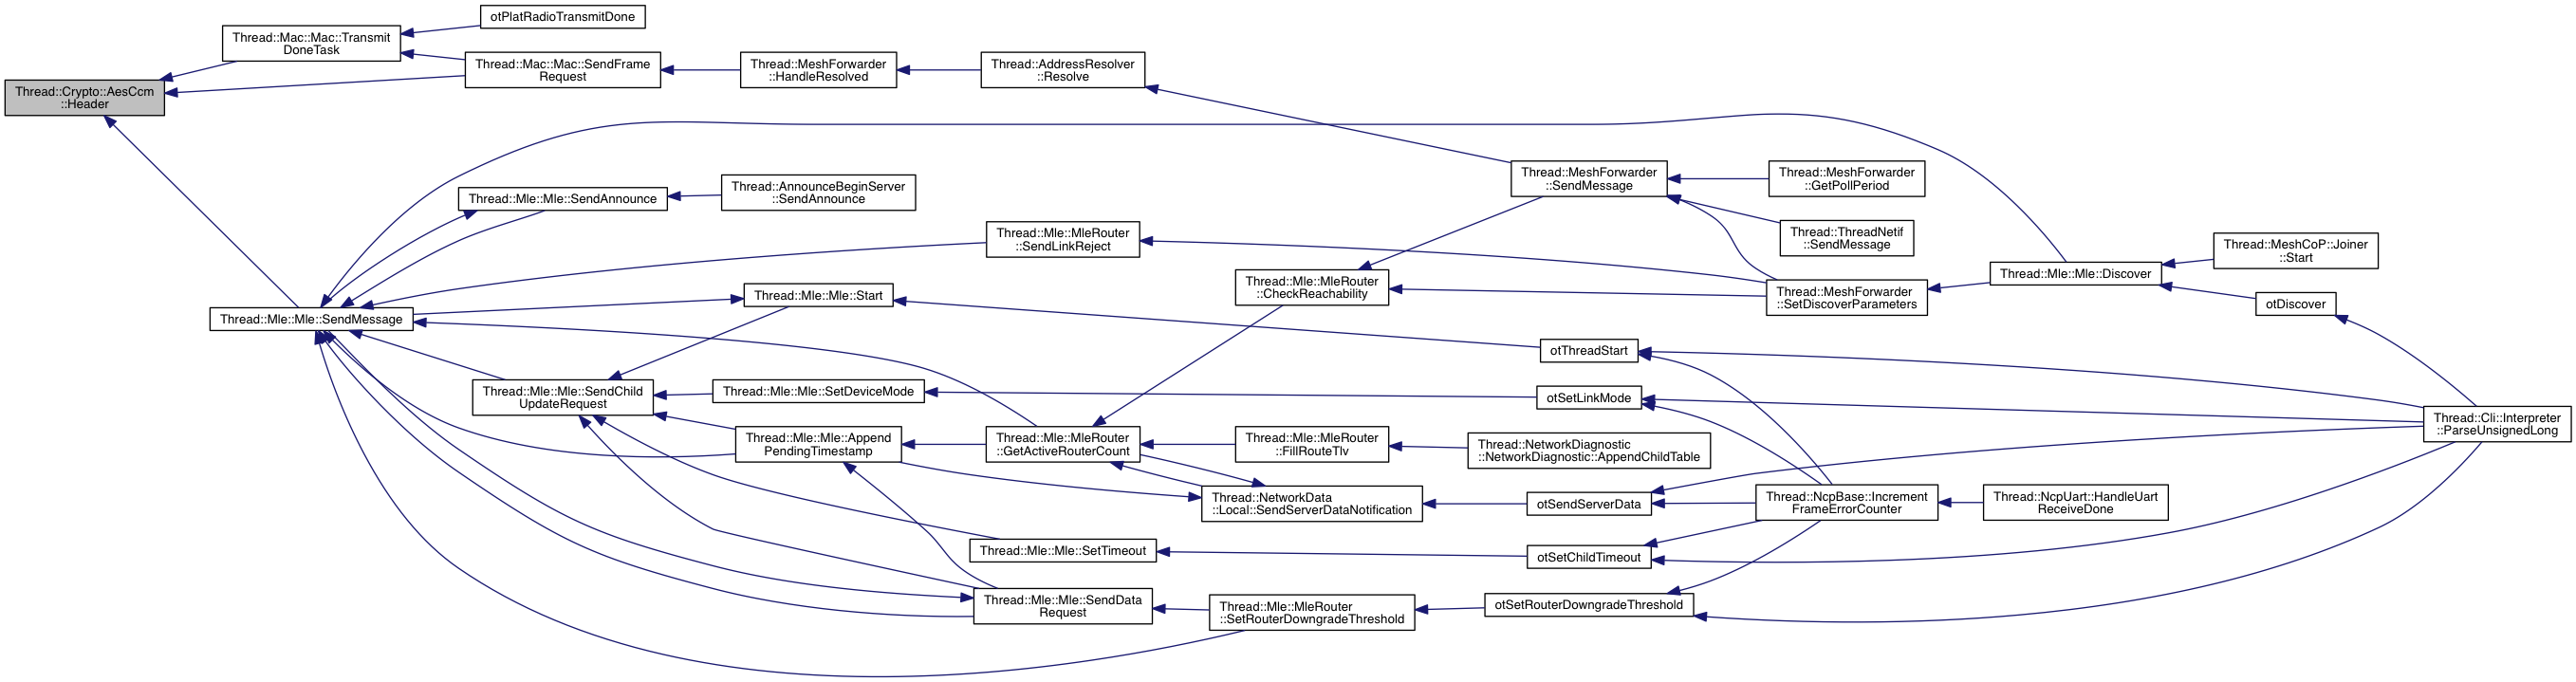 otPlatRadioTransmitDone
Thread::Mac::Mac::Transmit
DoneTask
Thread::Mac::Mac::SendFrame
Request
Thread::MeshForwarder
::HandleResolved
Thread::AddressResolver
::Resolve
Thread::Crypto::AesCcm
::Header
Thread::MeshForwarder
::SendMessage
Thread::MeshForwarder
::GetPollPeriod
Thread::Mle::Mle::SendAnnounce
Thread::AnnounceBeginServer
::SendAnnounce
Thread::Mle::MleRouter
::SendLinkReject
Thread::ThreadNetif
::SendMessage
Thread::MeshCoP::Joiner
::Start
Thread::Mle::Mle::Discover
Thread::Mle::MleRouter
::CheckReachability
Thread::MeshForwarder
::SetDiscoverParameters
otDiscover
Thread::Mle::Mle::Start
Thread::Mle::Mle::SendMessage
otThreadStart
Thread::Mle::Mle::SendChild
UpdateRequest
Thread::Mle::Mle::SetDeviceMode
otSetLinkMode
Thread::Cli::Interpreter
::ParseUnsignedLong
Thread::Mle::Mle::Append
PendingTimestamp
Thread::Mle::MleRouter
::GetActiveRouterCount
Thread::Mle::MleRouter
::FillRouteTlv
Thread::NetworkDiagnostic
::NetworkDiagnostic::AppendChildTable
Thread::NetworkData
::Local::SendServerDataNotification
otSendServerData
Thread::NcpBase::Increment
FrameErrorCounter
Thread::NcpUart::HandleUart
ReceiveDone
Thread::Mle::Mle::SetTimeout
otSetChildTimeout
Thread::Mle::Mle::SendData
Request
Thread::Mle::MleRouter
::SetRouterDowngradeThreshold
otSetRouterDowngradeThreshold